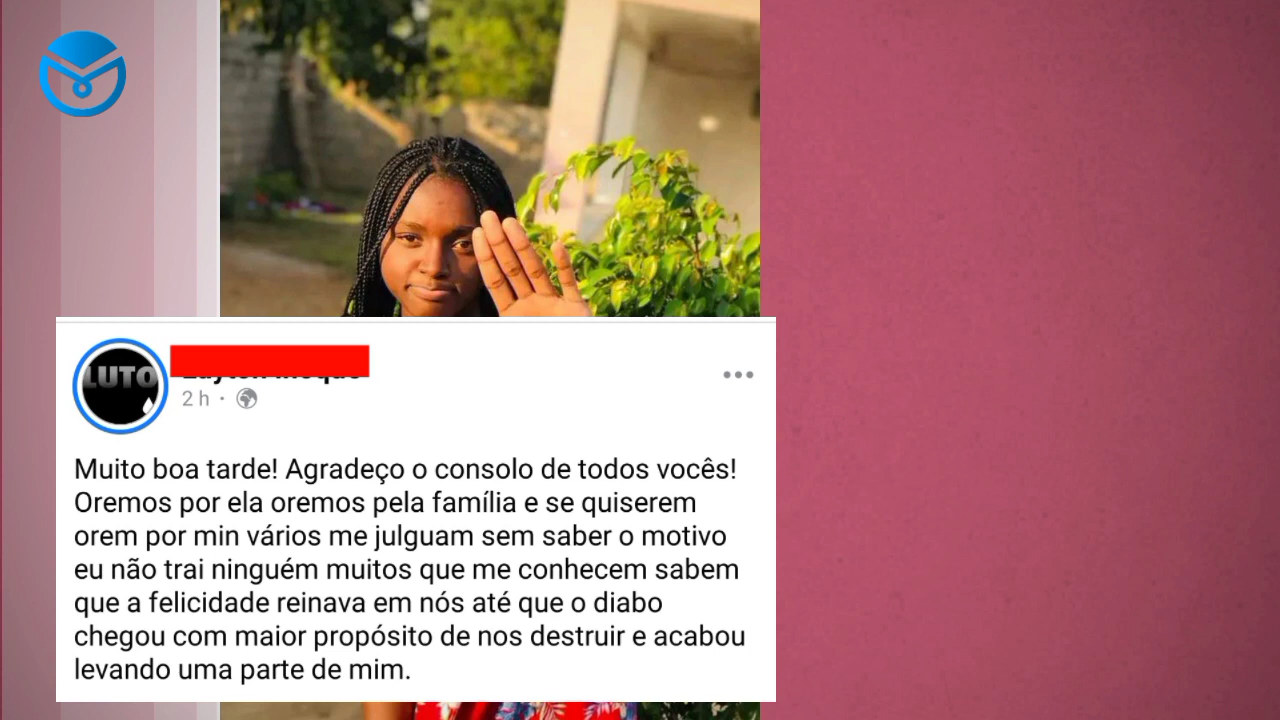 LUTO
2 h ·
Muito boa tarde! Agradeço o consolo de todos vocês!
Oremos por ela oremos pela família e se quiserem
orem por min vários me julguam sem saber o motivo
eu não trai ninguém muitos que me conhecem sabem
que a felicidade reinava em nós até que o diabo
chegou com maior propósito de nos destruir e acabou
levando uma parte de mim.